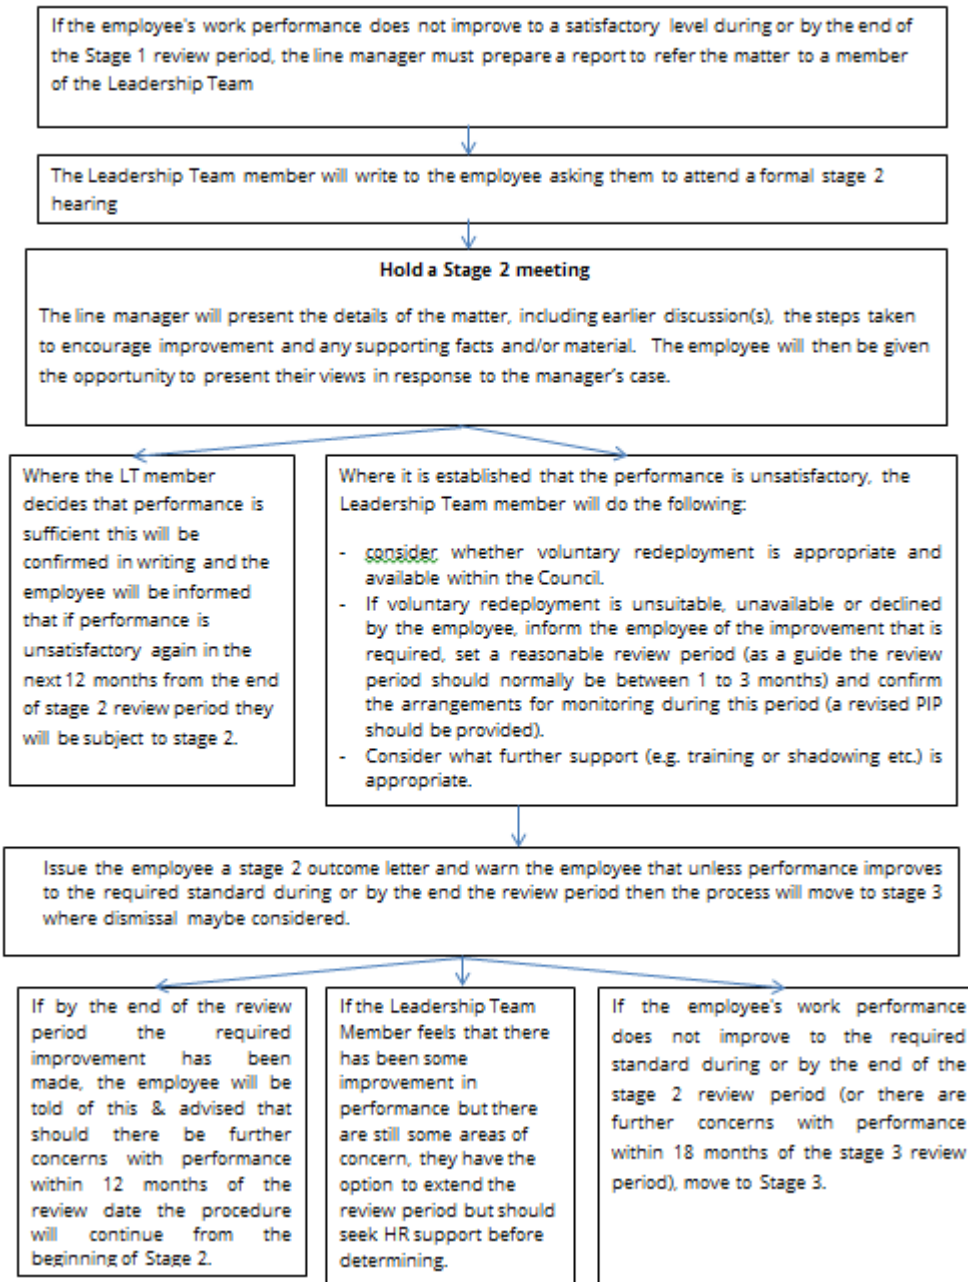 If the employee's work performance does not improve to a satisfactory level during or by the end of
the Stage 1 review period, the line manager must prepare a report to refer the matter to a member
of the Leadership Team
The Leadership Team member will write to the employee asking them to attend a formal stage 2
hearing
Hold a Stage 2 meeting
The line manager will present the details of the matter, including earlier discussion(s), the steps taken
to encourage improvement and any supporting facts and/or material. The employee will then be given
the opportunity to present their views in response to the manager's case.
Where the LT member
decides that performance is
sufficient this will be
confirmed in writing and the
employee will be informed
that if performance is
unsatisfactory again in the
next 12 months from the end
of stage 2 review period they
will be subject to stage 2.
Where it is established that the performance is unsatisfactory, the
Leadership Team member will do the following:
- consider whether voluntary redeployment is appropriate and
available within the Council.
- If voluntary redeployment is unsuitable, unavailable or declined
by the employee, inform the employee of the improvement that is
required, set a reasonable review period (as a guide the review
period should normally be between 1 to 3 months) and confirm
the arrangements for monitoring during this period (a revised PIP
should be provided).
- Consider what further support (e.g. training or shadowing etc.) is
appropriate.
Issue the employee a stage 2 outcome letter and warn the employee that unless performance improves
to the required standard during or by the end the review period then the process will move to stage 3
where dismissal maybe considered.
If by the end of the review
period the required
improvement has been
made, the employee will be
told of this & advised that
should there be further
concerns with performance
within 12 months of the
review date the procedure
will continue from the
beginning of Stage 2.
If the Leadership Team
Member feels that there
has been some
improvement in
performance but there
are still some areas of
concern, they have the
option to extend the
review period but should
seek HR support before
determining.
If the employee's work performance
does not improve to the required
standard during or by the end of the
stage 2 review period (or there are
further concerns with performance
within 18 months of the stage 3 review
period), move to Stage 3.